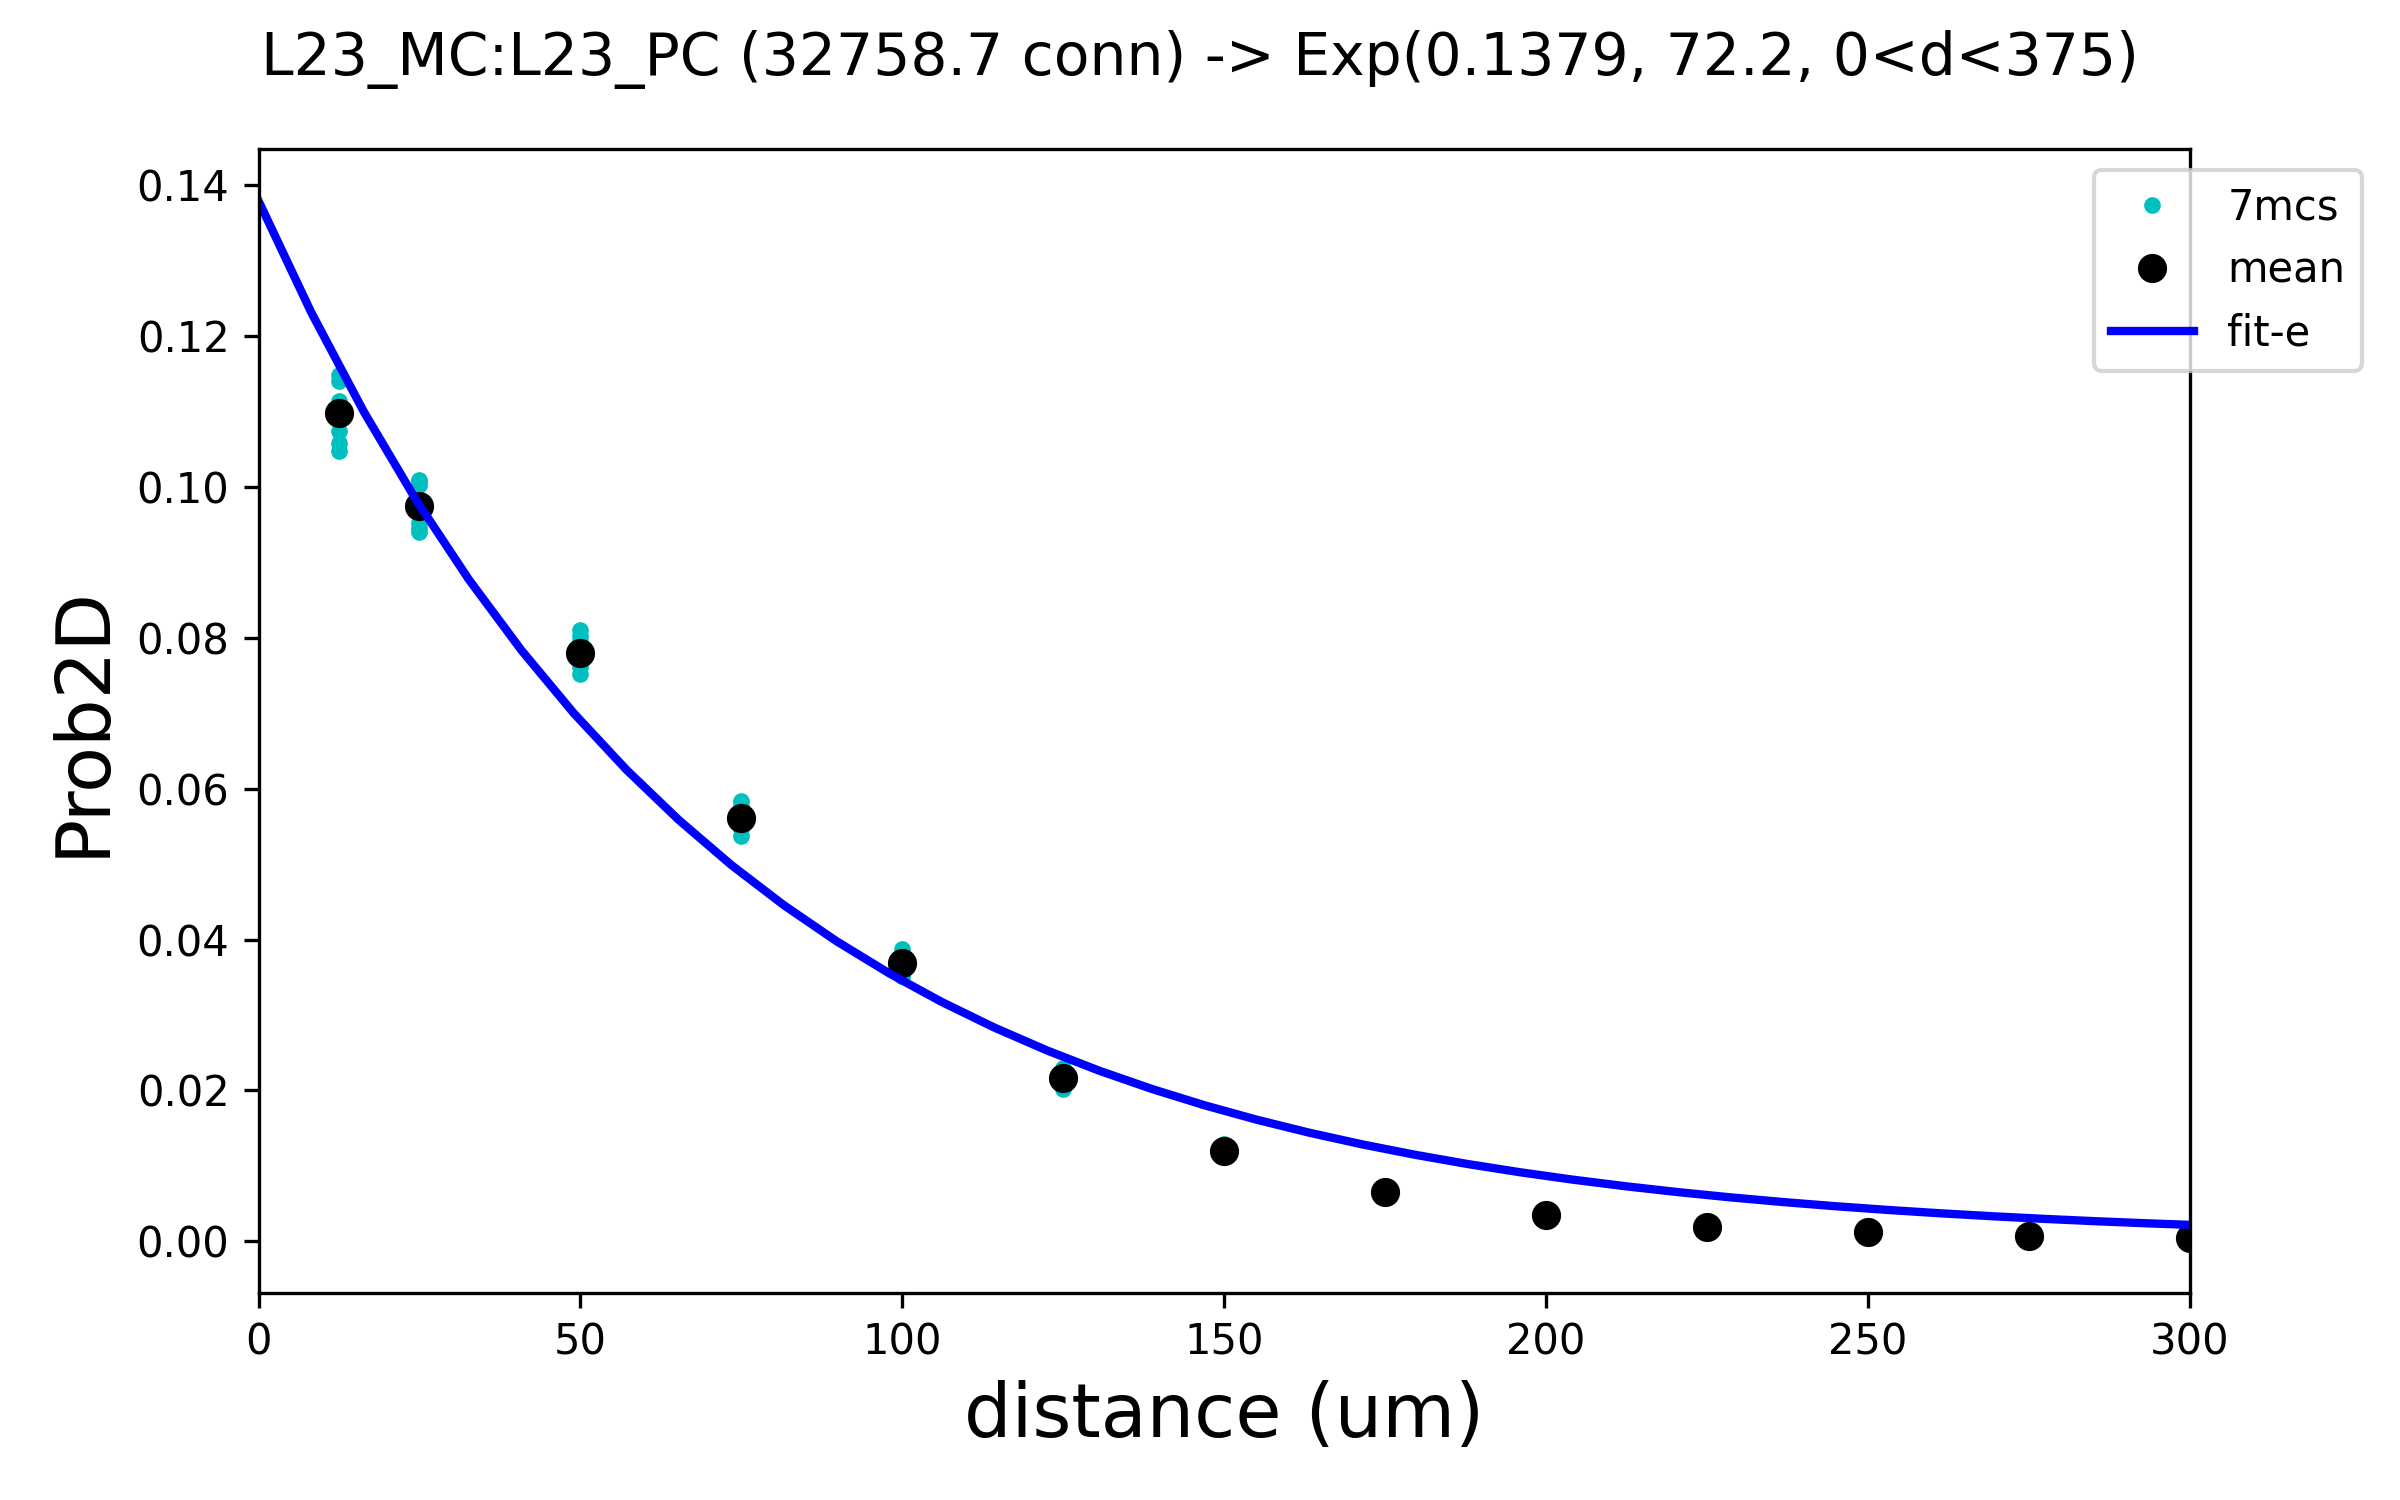 L23_MC:L23_PC (32758.7 conn) -> Exp(0.1379, 72.2, 0<d<375)
7mcs
mean
fit-e
Prob2D
0.14
0.12
0.10
0.08
0.06
0.04
0.02
0.00
0 50 100 150 200 250 300
distance (um)